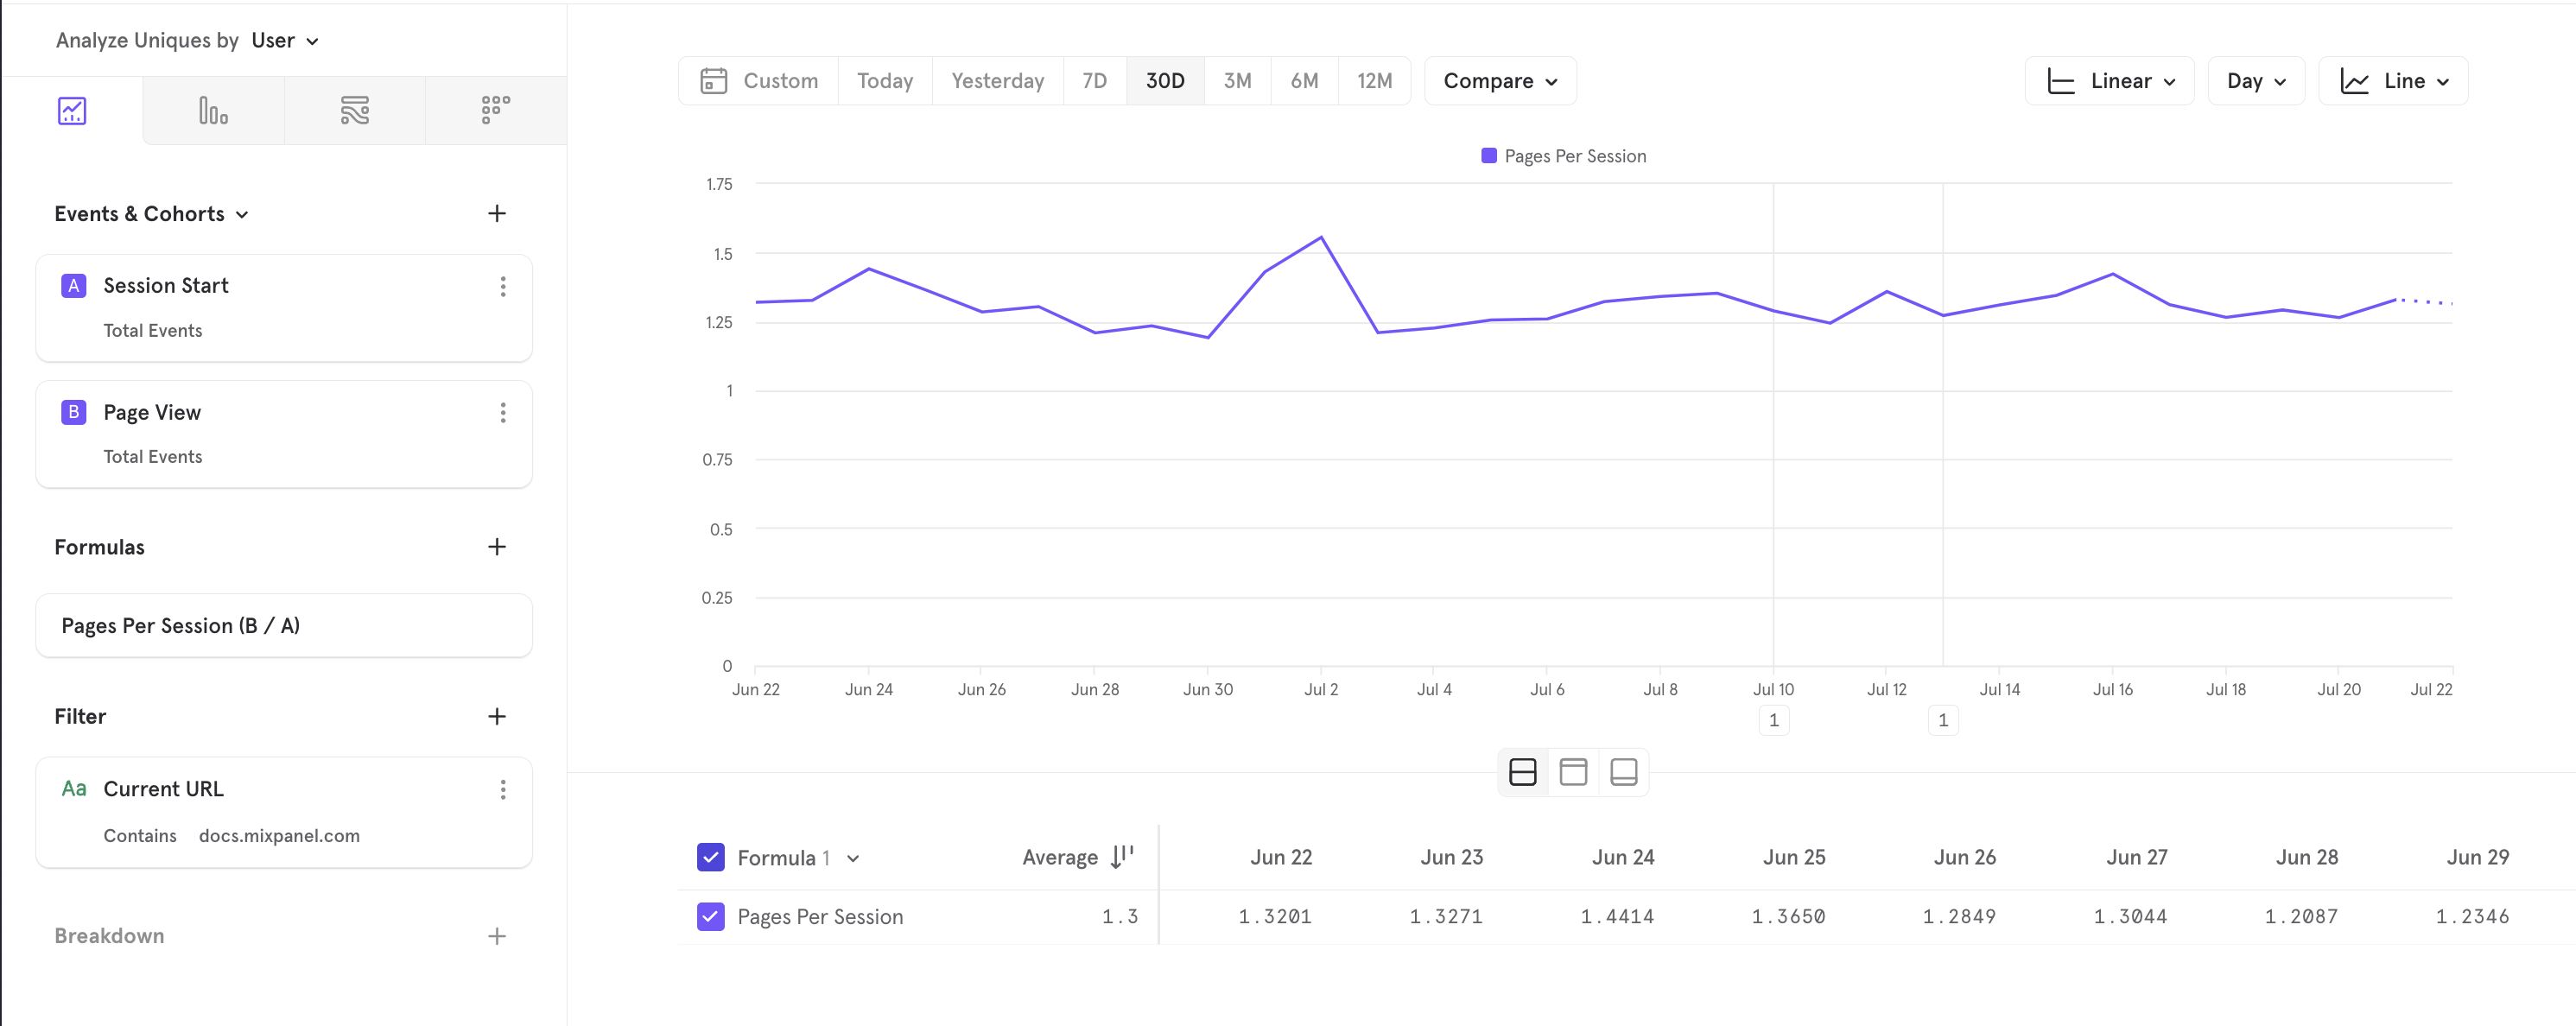 Analyze Uniques by User
Events & Cohorts
A Session Start
Total Events
B Page View
Total Events
Formulas
Pages Per Session (B / A)
Filter
Aa Current URL
Contains docs.mixpanel.com
Breakdown
Custom Today Yesterday 7D 30D 3M 6M 12M Compare Linear Day Line
Pages Per Session
1.75
1.5
1.25
1
0.75
0.5
0.25
0
Jun 22 Jun 24 Jun 26 Jun 28 Jun 30 Jul 2 Jul 4 Jul 6 Jul 8 Jul 10 Jul 12 Jul 14 Jul 16 Jul 18 Jul 20 Jul 22
1 1
Formula 1 Average Jun 22 Jun 23 Jun 24 Jun 25 Jun 26 Jun 27 Jun 28 Jun 29
Pages Per Session 1.3 1.3201 1.3271 1.4414 1.3650 1.2849 1.3044 1.2087 1.2346